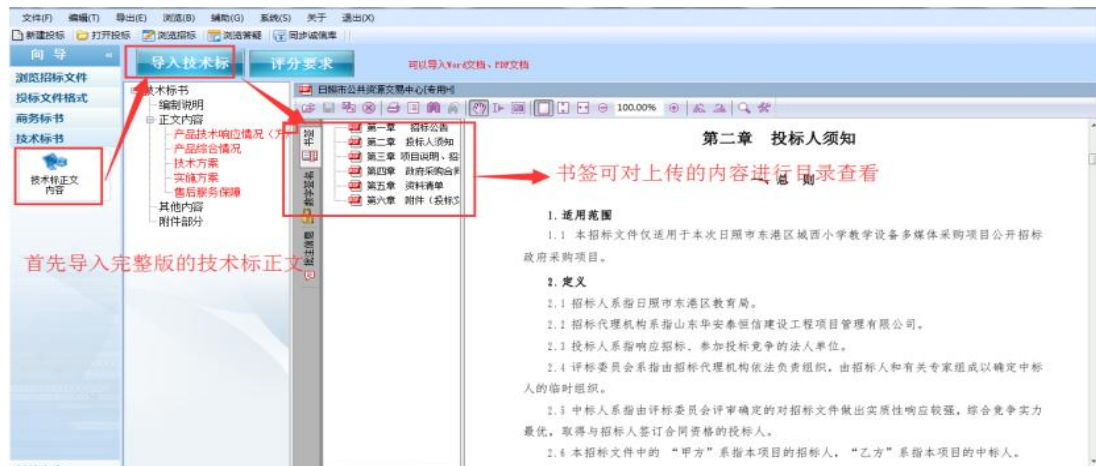 文件(F) 编辑(T) 导出(E) 浏览(B) 辅助(G) 系统(S) 关于 退出(X)
新建投标 打开投标 浏览招标 浏览答疑 同步诚信库
向 导 «
导入技术标 评分要求 可以导入Word文档、PDF文档
浏览招标文件
投标文件格式
商务标书
技术标书
技术标正文
内容
技术标书
编制说明
正文内容
产品技术响应情况（方
产品综合情况
技术方案
实施方案
售后服务保障
其他内容
附件部分
首先导入完整版的技术标正文
日照市公共资源交易中心[专用H]
100.00%
书签
数字签名
批注信息
第一章 招标公告
第二章 投标人须知
第三章 项目说明、招
第四章 政府采购合同
第五章 资料清单
第六章 附件（投标文
书签可对上传的内容进行目录查看
第二章 投标人须知
一、总 则
1.适用范围
1.1 本招标文件仅适用于本次日照市东港区城西小学教学设备多媒体采购项目公开招标
政府采购项目。
2.定义
2.1 招标人系指日照市东港区教育局。
2.2 招标代理机构系指山东华安泰恒信建设工程项目管理有限公司。
2.3 投标人系指响应招标、参加投标竞争的法人单位。
2.4 评标委员会系指由招标代理机构依法负责组织，由招标人和有关专家组成以确定中标
人的临时组织。
2.5 中标人系指由评标委员会评审确定的对招标文件做出实质性响应较强，综合竞争实力
最优，取得与招标人签订合同资格的投标人。
2.6 本招标文件中的 “甲方”系指本项目的招标人，“乙方”系指本项目的中标人。